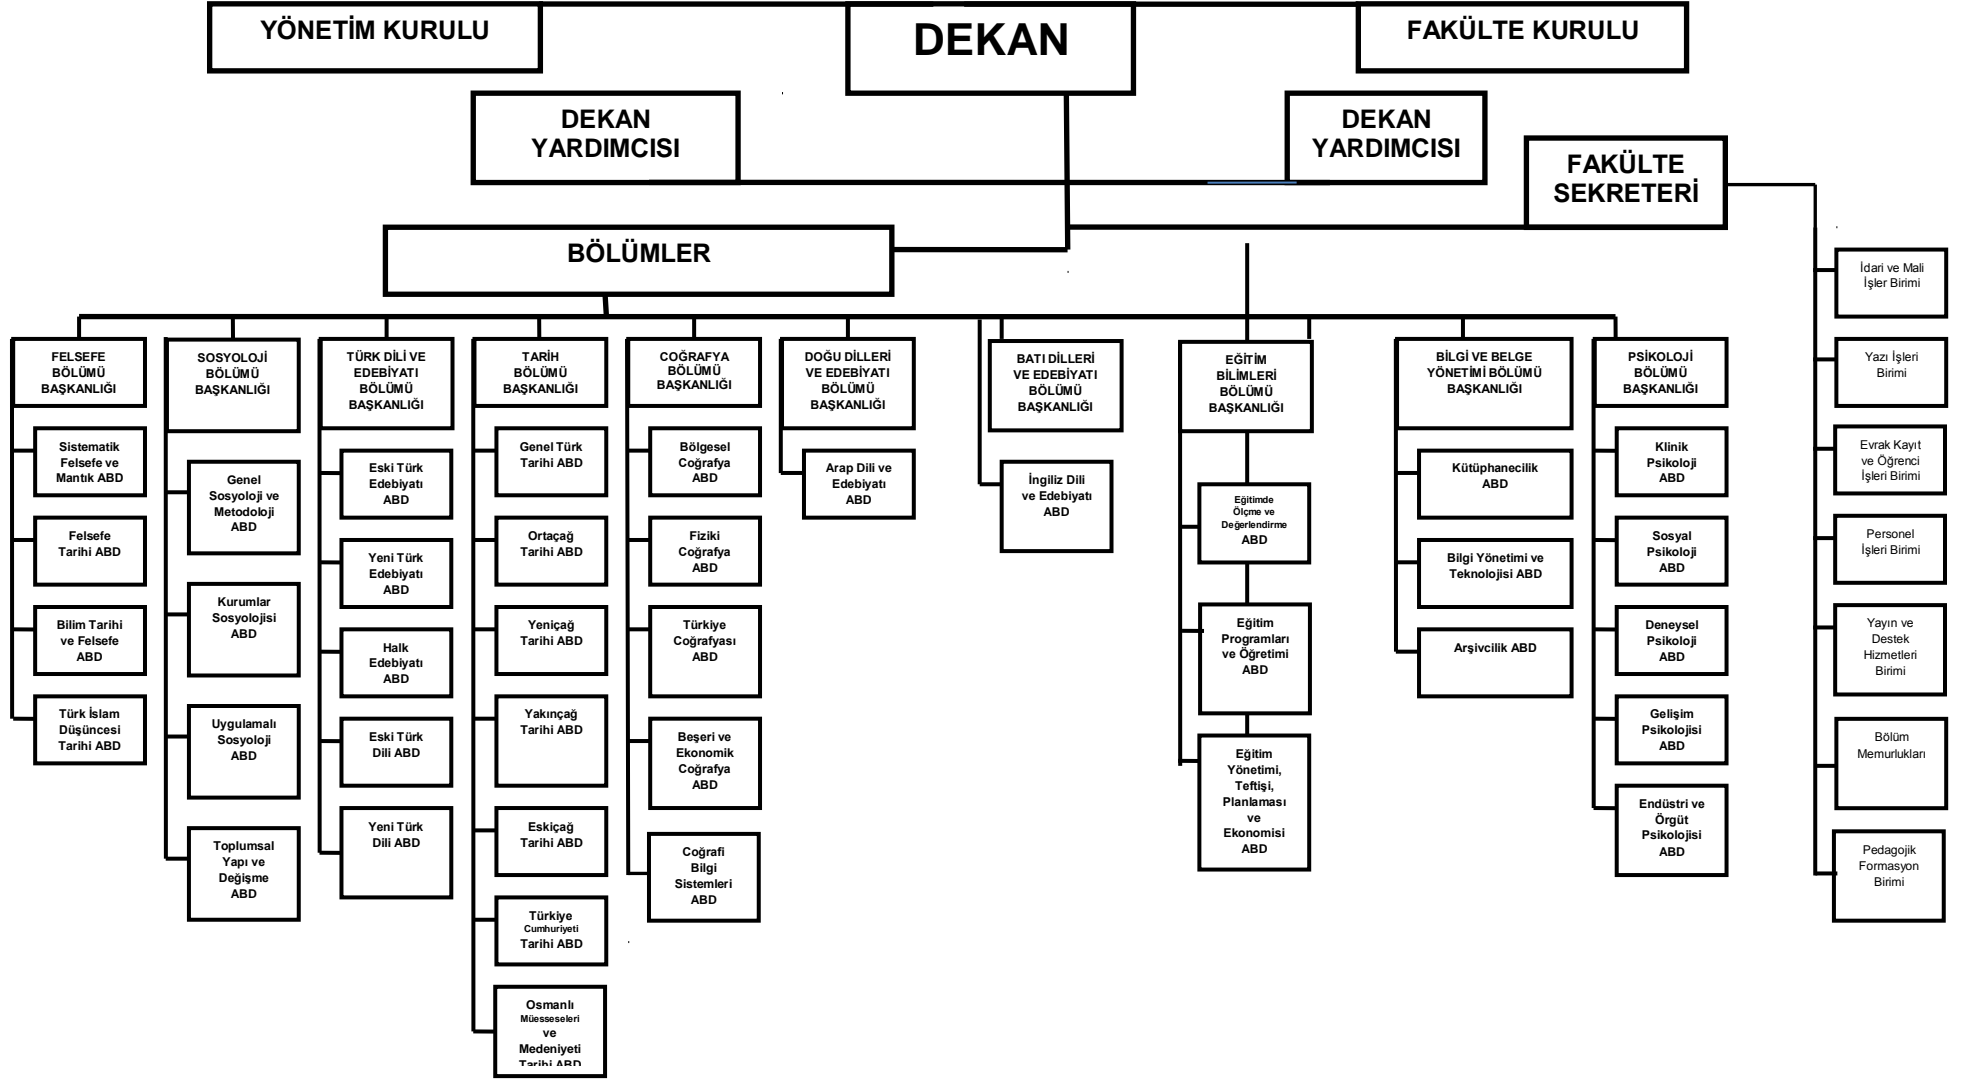 YÖNETİM KURULU
DEKAN
FAKÜLTE KURULU
DEKAN
YARDIMCISI
DEKAN
YARDIMCISI
FAKÜLTE
SEKRETERİ
BÖLÜMLER
FELSEFE
BÖLÜMÜ
BAŞKANLIĞI
Sistematik
Felsefe ve
Mantık ABD
Felsefe
Tarihi ABD
Bilim Tarihi
ve Felsefe
ABD
Türk İslam
Düşüncesi
Tarihi ABD
SOSYOLOJİ
BÖLÜMÜ
BAŞKANLIĞI
Genel
Sosyoloji ve
Metodoloji
ABD
Kurumlar
Sosyolojisi
ABD
Uygulamalı
Sosyoloji
ABD
Toplumsal
Yapı ve
Değişme
ABD
TÜRK DİLİ VE
EDEBİYATI
BÖLÜMÜ
BAŞKANLIĞI
Eski Türk
Edebiyatı
ABD
Yeni Türk
Edebiyatı
ABD
Halk
Edebiyatı
ABD
Eski Türk
Dili ABD
Yeni Türk
Dili ABD
TARİH
BÖLÜMÜ
BAŞKANLIĞI
Genel Türk
Tarihi ABD
Ortaçağ
Tarihi ABD
Yeniçağ
Tarihi ABD
Yakınçağ
Tarihi ABD
Eskiçağ
Tarihi ABD
Türkiye
Cumhuriyeti
Tarihi ABD
Osmanlı
Müesseseleri
ve
Medeniyeti
Tarihi ABD
COĞRAFYA
BÖLÜMÜ
BAŞKANLIĞI
Bölgesel
Coğrafya
ABD
Fiziki
Coğrafya
ABD
Türkiye
Coğrafyası
ABD
Beşeri ve
Ekonomik
Coğrafya
ABD
Coğrafi
Bilgi
Sistemleri
ABD
DOĞU DİLLERİ
VE EDEBİYATI
BÖLÜMÜ
BAŞKANLIĞI
Arap Dili ve
Edebiyatı
ABD
BATI DİLLERİ
VE EDEBİYATI
BÖLÜMÜ
BAŞKANLIĞI
İngiliz Dili
ve Edebiyatı
ABD
EĞİTİM
BİLİMLERİ
BÖLÜMÜ
BAŞKANLIĞI
Eğitimde
Ölçme ve
Değerlendirme
ABD
Eğitim
Programları
ve Öğretimi
ABD
Eğitim
Yönetimi,
Teftişi,
Planlaması
ve
Ekonomisi
ABD
BİLGİ VE BELGE
YÖNETİMİ BÖLÜMÜ
BAŞKANLIĞI
Kütüphanecilik
ABD
Bilgi Yönetimi ve
Teknolojisi ABD
Arşivcilik ABD
PSİKOLOJİ
BÖLÜMÜ
BAŞKANLIĞI
Klinik
Psikoloji
ABD
Sosyal
Psikoloji
ABD
Deneysel
Psikoloji
ABD
Gelişim
Psikolojisi
ABD
Endüstri ve
Örgüt
Psikolojisi
ABD
İdari ve Mali
İşler Birimi
Yazı İşleri
Birimi
Evrak Kayıt
ve Öğrenci
İşleri Birimi
Personel
İşleri Birimi
Yayın ve
Destek
Hizmetleri
Birimi
Bölüm
Memurlukları
Pedagojik
Formasyon
Birimi